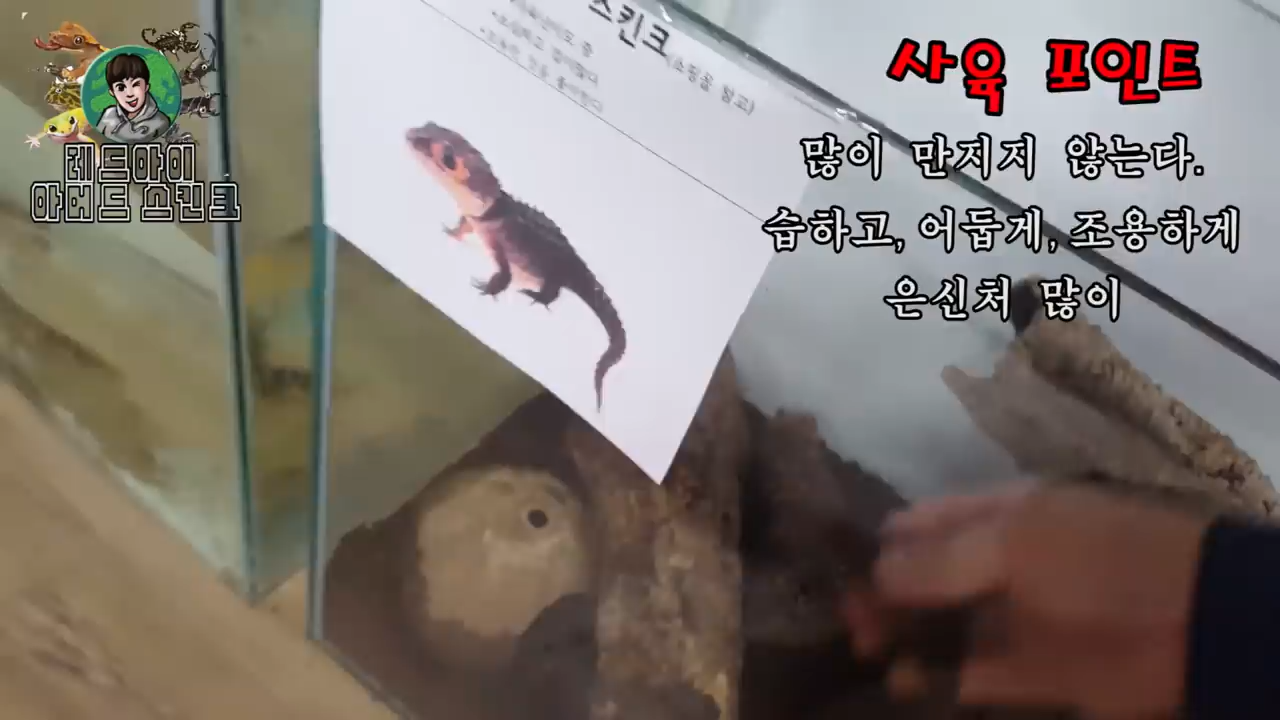 레드아이
아머드 스킨크
스킨크
사육 포인트
많이 만지지 않는다.
습하고, 어둡게, 조용하게
은신처 많이